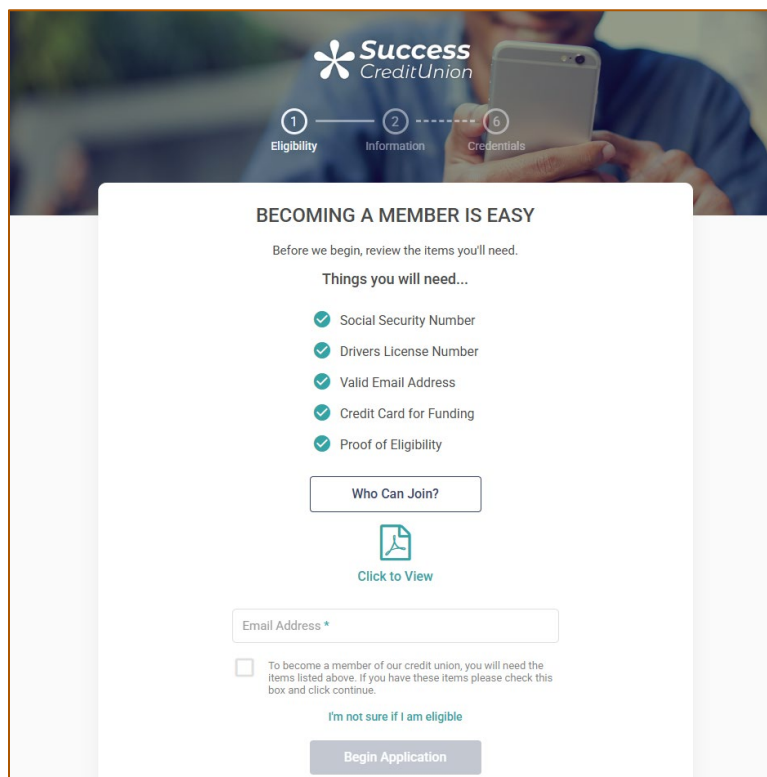 Success
CreditUnion
1 2 6
Eligibility Information Credentials
BECOMING A MEMBER IS EASY
Before we begin, review the items you'll need.
Things you will need...
Social Security Number
Drivers License Number
Valid Email Address
Credit Card for Funding
Proof of Eligibility
Who Can Join?
Click to View
Email Address *
To become a member of our credit union, you will need the
items listed above. If you have these items please check this
box and click continue.
I'm not sure if I am eligible
Begin Application